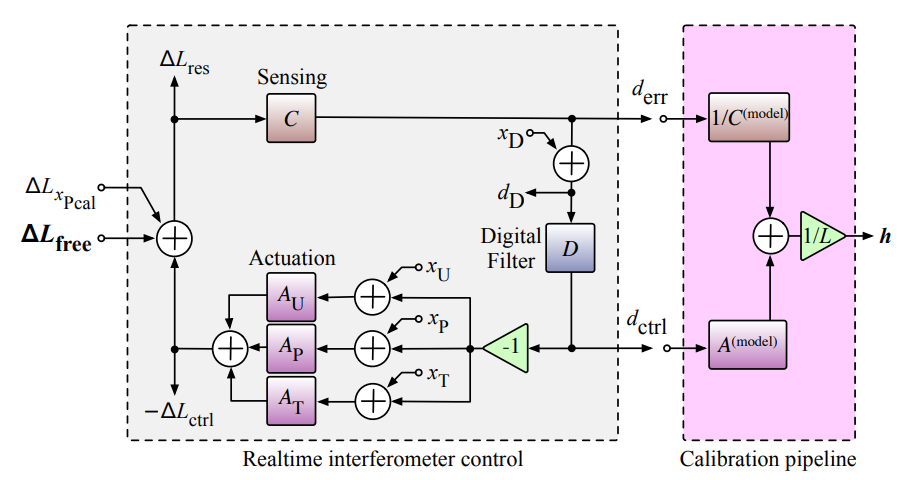 ΔL_res
Sensing
C
d_err
1/C^(model)
x_D
d_D
ΔL_x_Pcal
ΔL_free
Digital
Filter
D
1/L
h
Actuation
A_U
x_U
A_P
x_P
-1
d_ctrl
A^(model)
A_T
x_T
−ΔL_ctrl
Realtime interferometer control
Calibration pipeline